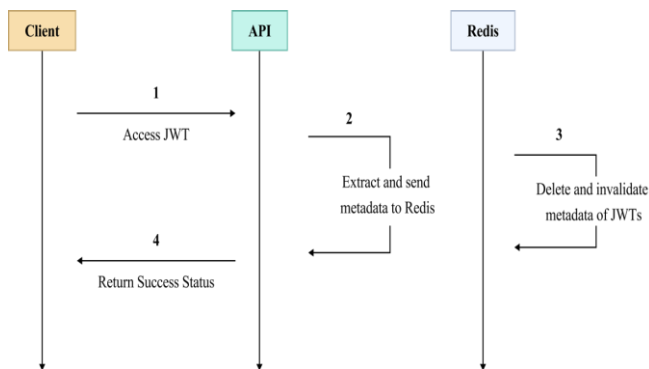 Client
API
Redis
1
Access JWT
2
Extract and send
metadata to Redis
3
Delete and invalidate
metadata of JWTs
4
Return Success Status